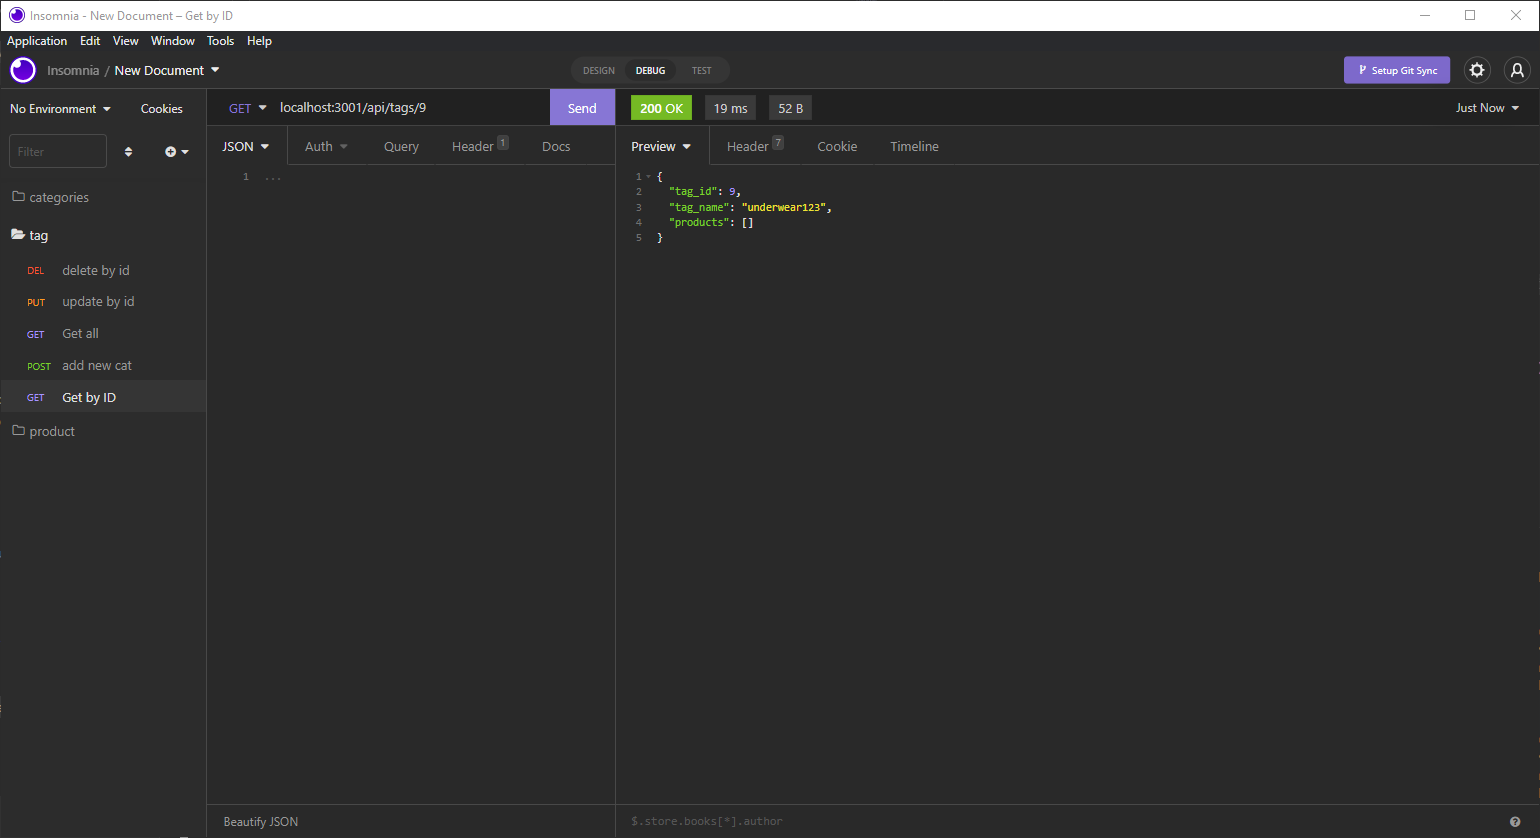 Insomnia - New Document – Get by ID
Application Edit View Window Tools Help
Insomnia / New Document
DESIGN DEBUG TEST
Setup Git Sync
No Environment Cookies
GET localhost:3001/api/tags/9 Send
200 OK 19 ms 52 B Just Now
Filter
JSON Auth Query Header 1 Docs
Preview Header 7 Cookie Timeline
1 ...
1 {
2 "tag_id": 9,
3 "tag_name": "underwear123",
4 "products": []
5 }
categories
tag
DEL delete by id
PUT update by id
GET Get all
POST add new cat
GET Get by ID
product
Beautify JSON
$.store.books[*].author